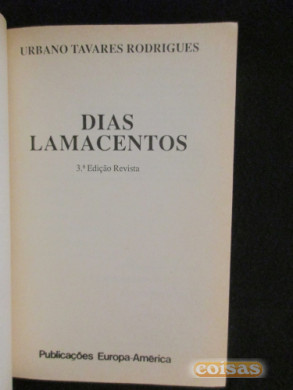 URBANO TAVARES RODRIGUES
DIAS
LAMACENTOS
3.ª Edição Revista
Publicações Europa-América
coisas